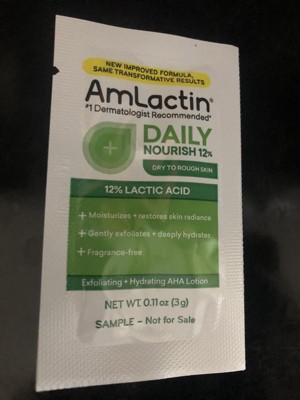 NEW IMPROVED FORMULA,
SAME TRANSFORMATIVE RESULTS
AmLactin®
#1 Dermatologist Recommended*
DAILY
NOURISH 12%
DRY TO ROUGH SKIN
12% LACTIC ACID
+ Moisturizes + restores skin radiance
+ Gently exfoliates + deeply hydrates
+ Fragrance-free
Exfoliating + Hydrating AHA Lotion
NET WT. 0.11 oz (3g)
SAMPLE – Not for Sale